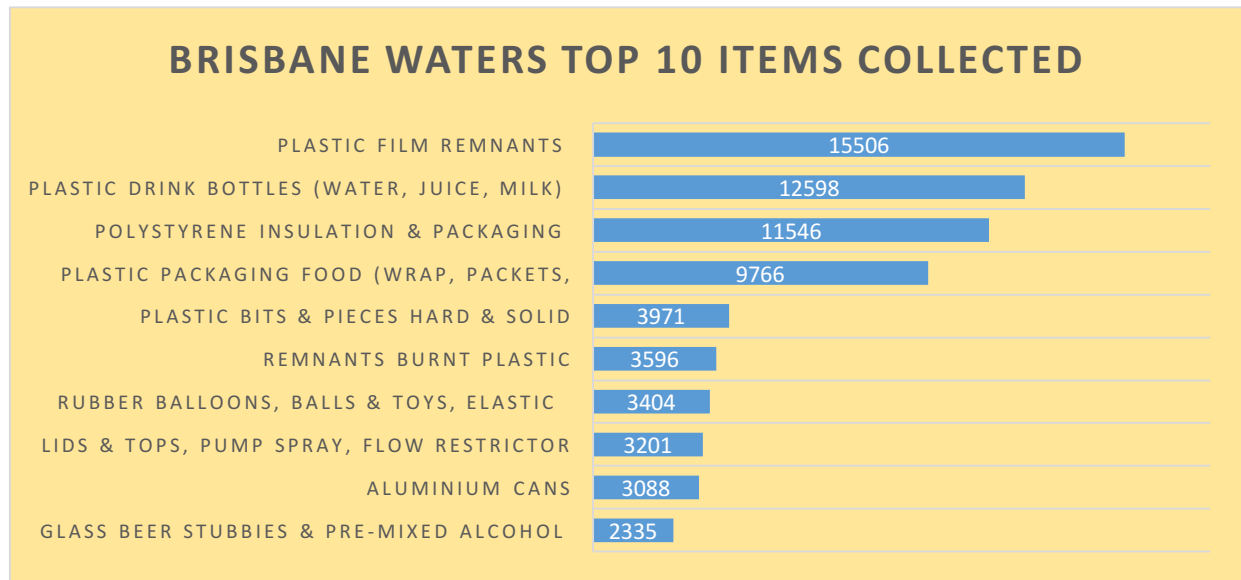 BRISBANE WATERS TOP 10 ITEMS COLLECTED
PLASTIC FILM REMNANTS 15506
PLASTIC DRINK BOTTLES (WATER, JUICE, MILK) 12598
POLYSTYRENE INSULATION & PACKAGING 11546
PLASTIC PACKAGING FOOD (WRAP, PACKETS, 9766
PLASTIC BITS & PIECES HARD & SOLID 3971
REMNANTS BURNT PLASTIC 3596
RUBBER BALLOONS, BALLS & TOYS, ELASTIC 3404
LIDS & TOPS, PUMP SPRAY, FLOW RESTRICTOR 3201
ALUMINIUM CANS 3088
GLASS BEER STUBBIES & PRE-MIXED ALCOHOL 2335